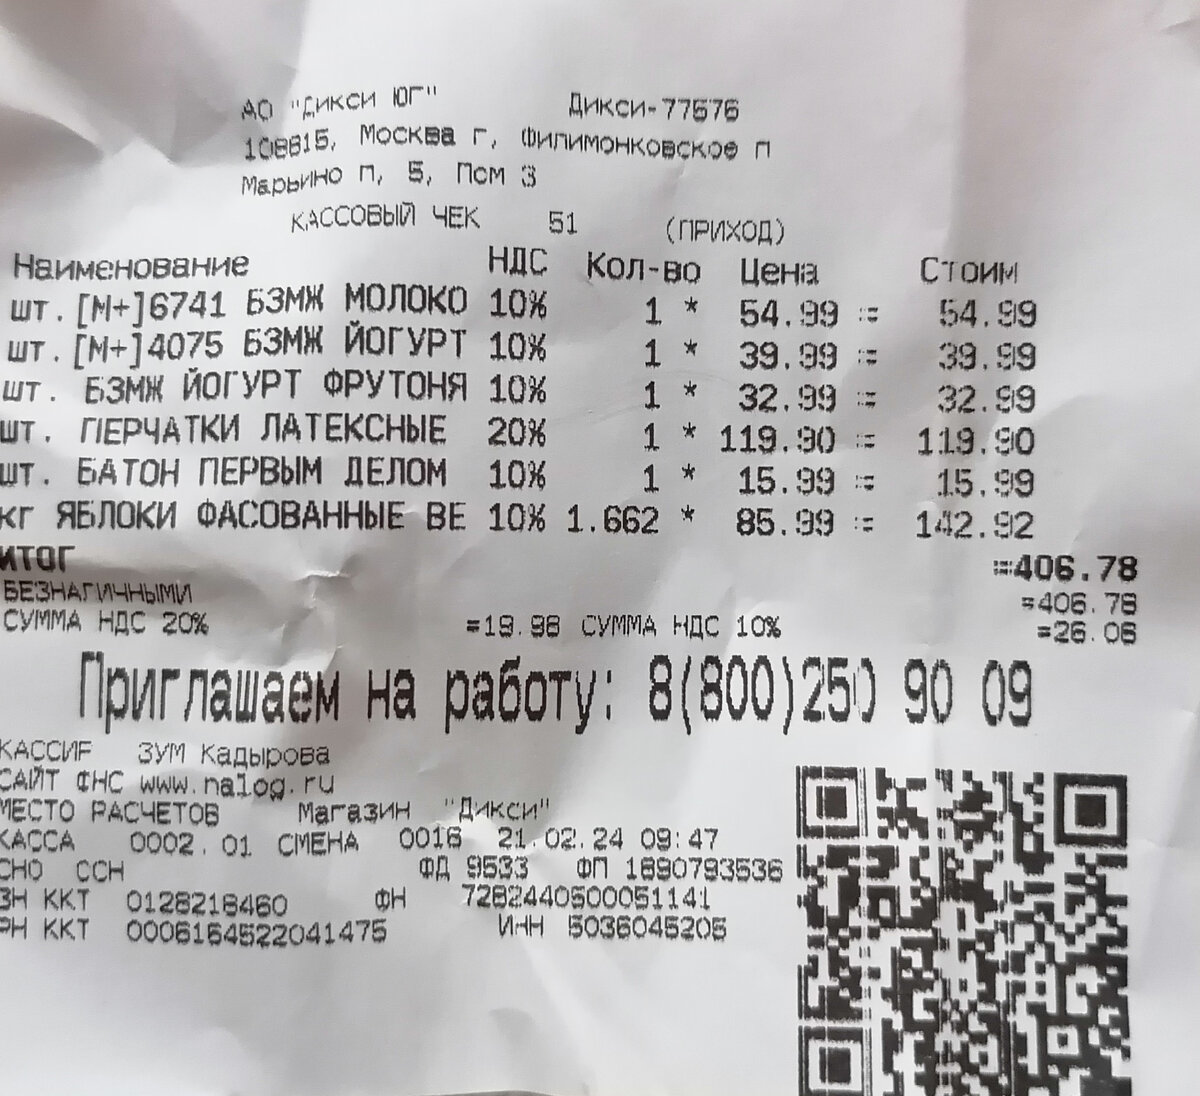 АО "ДИКСИ ЮГ" Дикси-77576
108815, Москва г, Филимонковское п
Марьино п, 5, Псм 3
КАССОВЫЙ ЧЕК 51 (ПРИХОД)
Наименование НДС Кол-во Цена Стоим
шт. [М+]6741 БЗМЖ МОЛОКО 10% 1 * 54.99 = 54.99
шт. [М+]4075 БЗМЖ ЙОГУРТ 10% 1 * 39.99 = 39.99
шт. БЗМЖ ЙОГУРТ ФРУТОНЯ 10% 1 * 32.99 = 32.99
шт. ПЕРЧАТКИ ЛАТЕКСНЫЕ 20% 1 * 119.90 = 119.90
шт. БАТОН ПЕРВЫМ ДЕЛОМ 10% 1 * 15.99 = 15.99
кг ЯБЛОКИ ФАСОВАННЫЕ ВЕ 10% 1.662 * 85.99 = 142.92
ИТОГ =406.78
БЕЗНАЛИЧНЫМИ =406.78
СУММА НДС 20% =19.98 СУММА НДС 10% =26.06
Приглашаем на работу: 8(800)250 90 09
КАССИР ЗУМ Кадырова
САЙТ ФНС www.nalog.ru
МЕСТО РАСЧЕТОВ Магазин "Дикси"
КАССА 0002.01 СМЕНА 0016 21.02.24 09:47
СНО ОСН ФД 9533 ФП 1890793536
ЗН ККТ 0128218460 ФН 7282440500051141
РН ККТ 0006164522041475 ИНН 5036045205